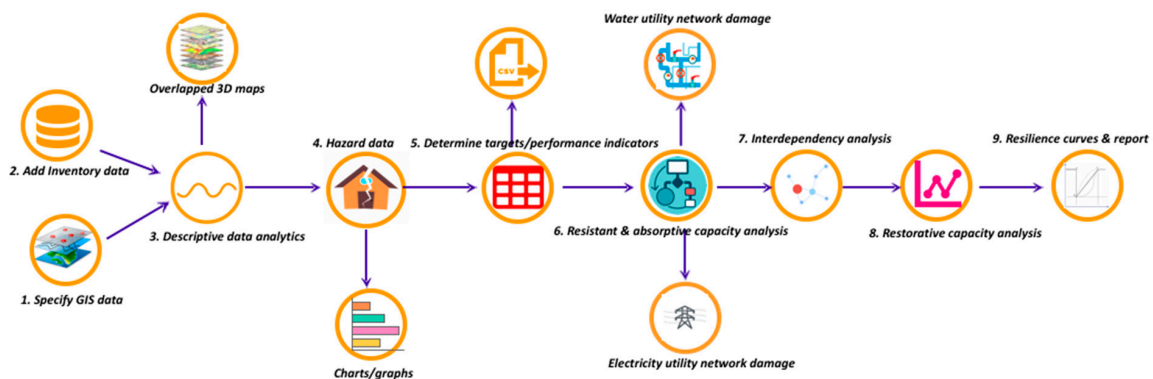 Water utility network damage
Overlapped 3D maps
CSV
4. Hazard data
5. Determine targets/performance indicators
7. Interdependency analysis
9. Resilience curves & report
2. Add Inventory data
3. Descriptive data analytics
6. Resistant & absorptive capacity analysis
8. Restorative capacity analysis
1. Specify GIS data
Electricity utility network damage
Charts/graphs